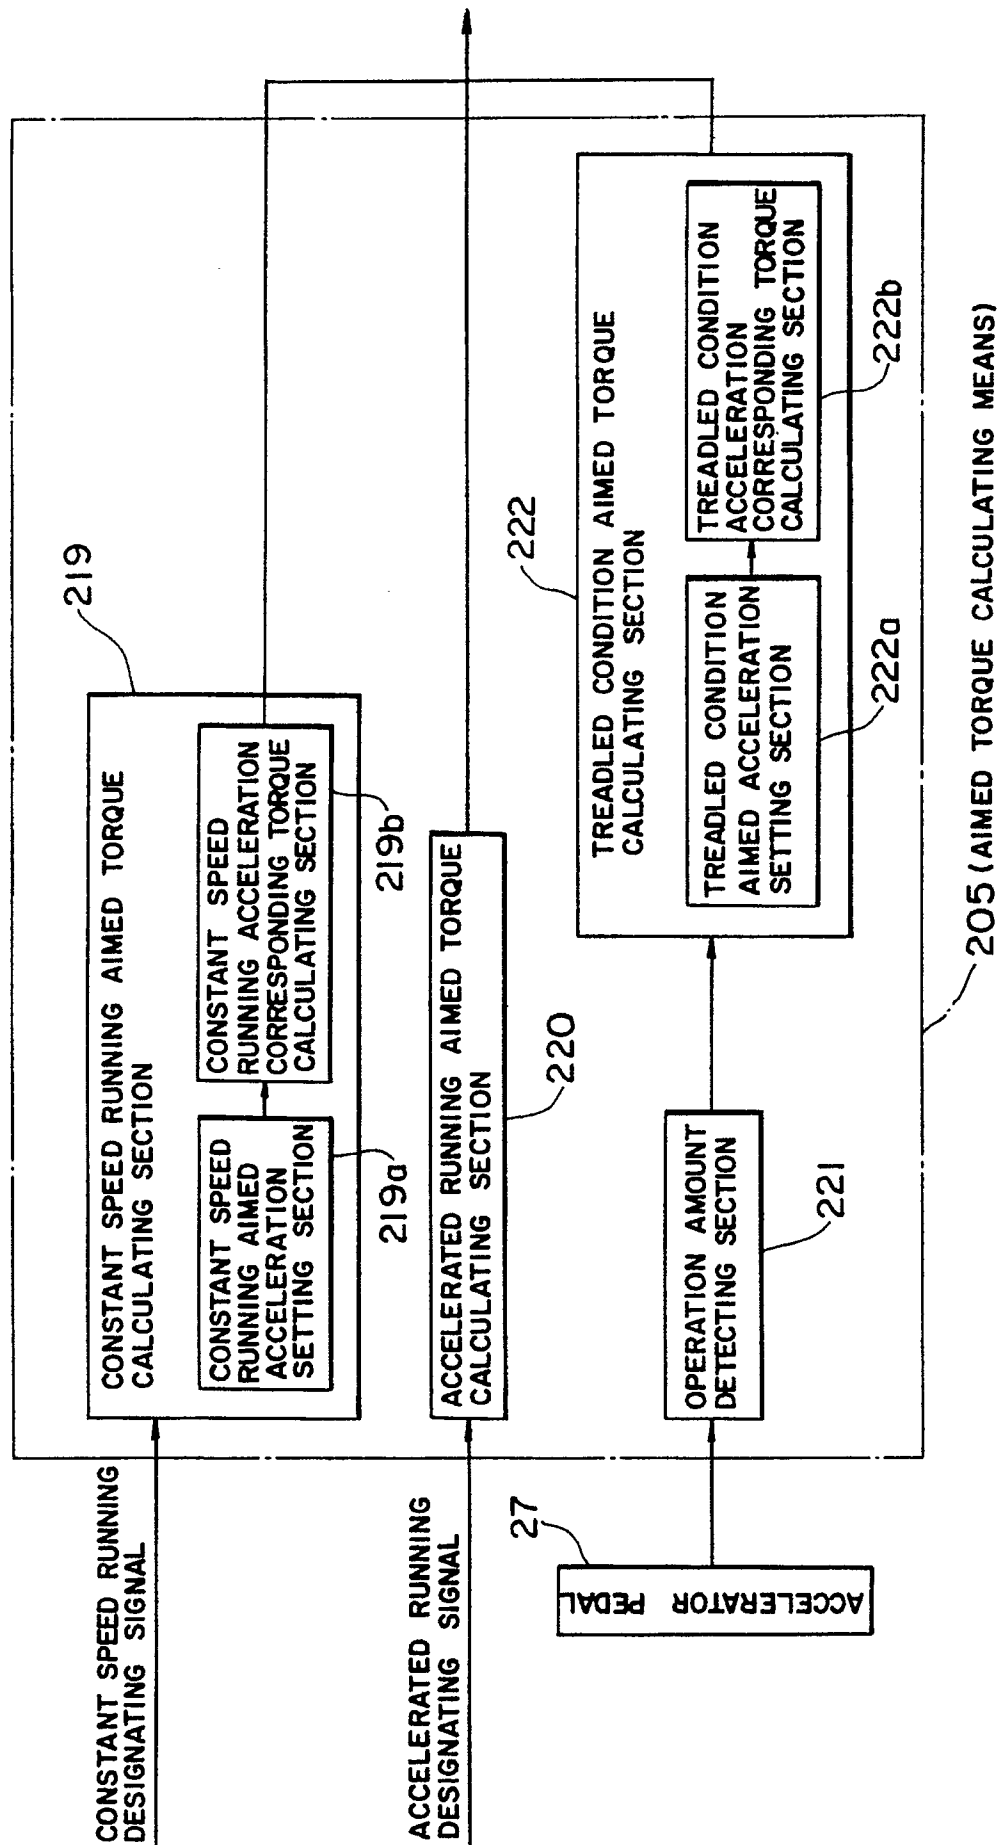 CONSTANT SPEED RUNNING
DESIGNATING SIGNAL
219
CONSTANT SPEED RUNNING AIMED TORQUE
CALCULATING SECTION
CONSTANT SPEED
RUNNING AIMED
ACCELERATION
SETTING SECTION
219a
CONSTANT SPEED
RUNNING ACCELERATION
CORRESPONDING TORQUE
CALCULATING SECTION
219b
ACCELERATED RUNNING
DESIGNATING SIGNAL
ACCELERATED RUNNING AIMED TORQUE
CALCULATING SECTION
220
27
ACCELERATOR PEDAL
OPERATION AMOUNT
DETECTING SECTION
221
222
TREADLED CONDITION AIMED TORQUE
CALCULATING SECTION
TREADLED CONDITION
AIMED ACCELERATION
SETTING SECTION
222a
TREADLED CONDITION
ACCELERATION
CORRESPONDING TORQUE
CALCULATING SECTION
222b
205 (AIMED TORQUE CALCULATING MEANS)